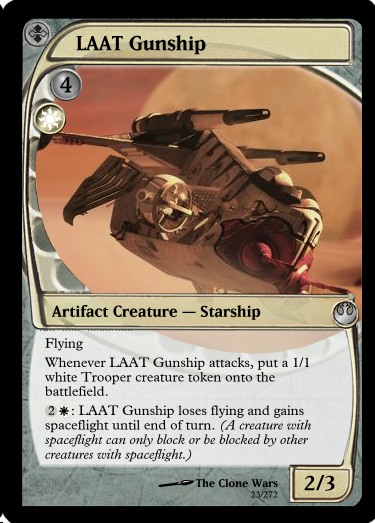 LAAT Gunship
4
Artifact Creature — Starship
Flying
Whenever LAAT Gunship attacks, put a 1/1
white Trooper creature token onto the
battlefield.
2 : LAAT Gunship loses flying and gains
spaceflight until end of turn. (A creature with
spaceflight can only block or be blocked by other
creatures with spaceflight.)
The Clone Wars
23/272
2/3